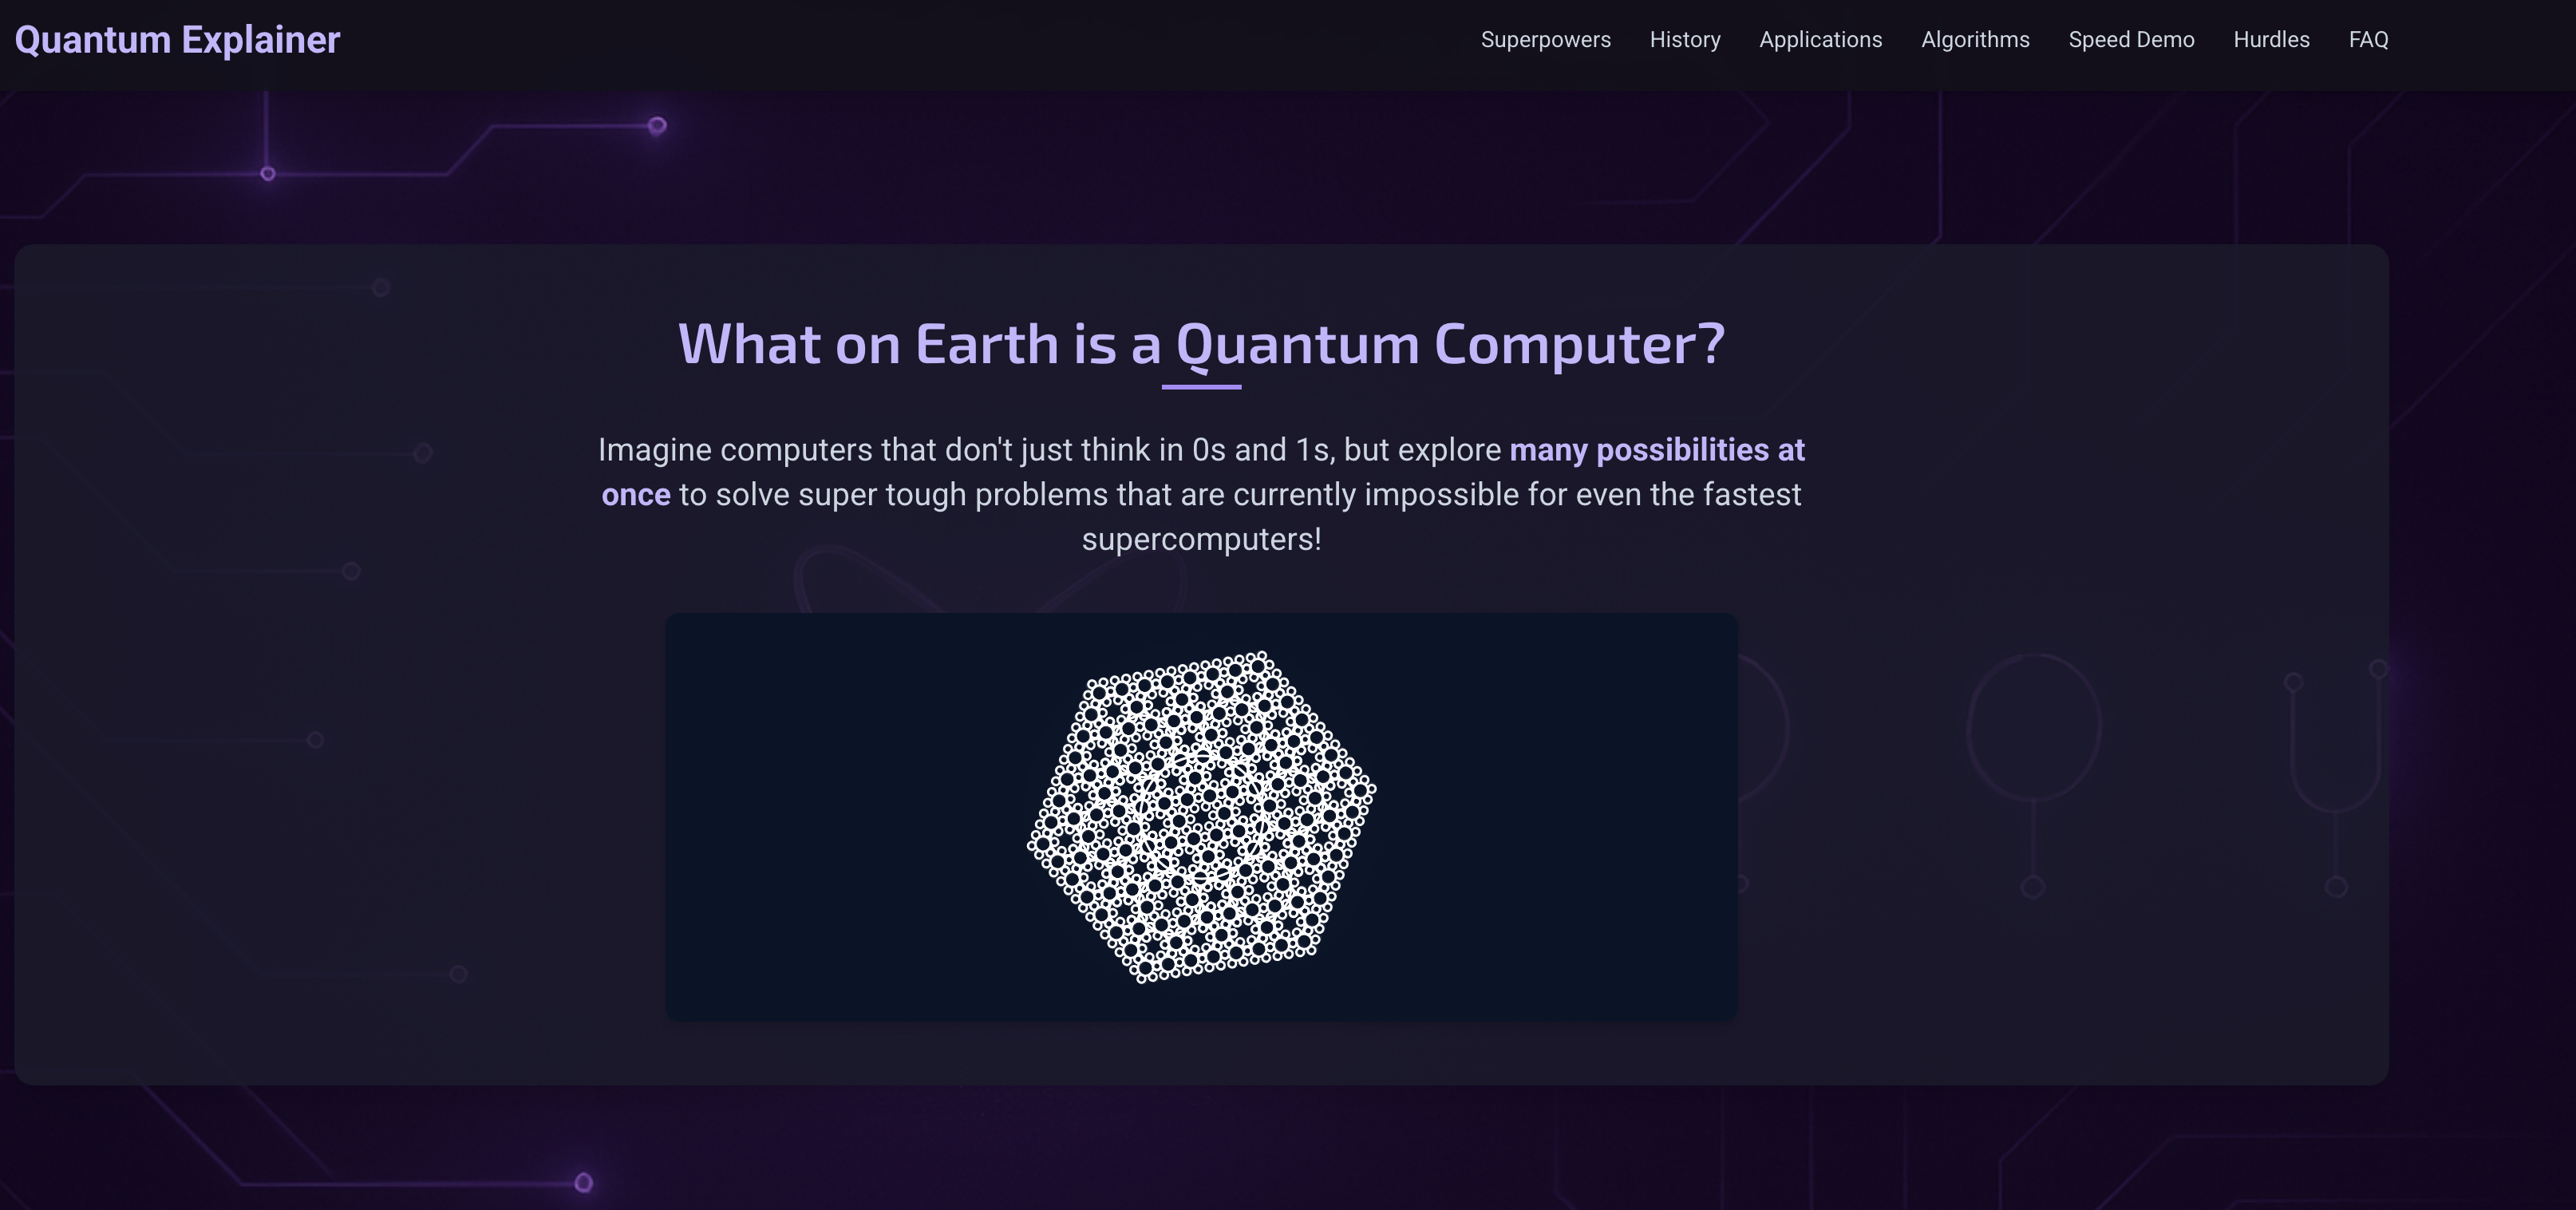 Quantum Explainer
Superpowers History Applications Algorithms Speed Demo Hurdles FAQ
What on Earth is a Quantum Computer?
Imagine computers that don't just think in 0s and 1s, but explore many possibilities at
once to solve super tough problems that are currently impossible for even the fastest
supercomputers!